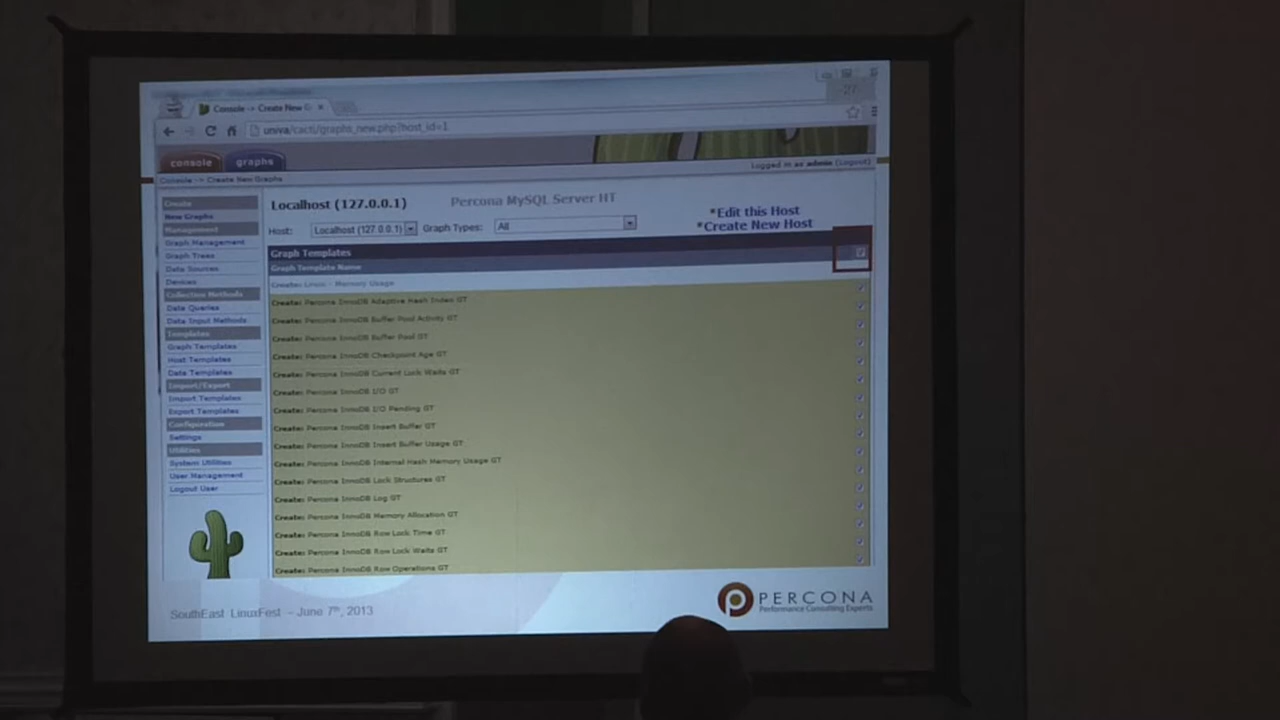 Console -> Create New G
univa/cacti/graphs_new.php?host_id=1
console graphs
Logged in as admin (Logout)
Console -> Create New Graphs
Create
New Graphs
Management
Graph Management
Graph Trees
Data Sources
Devices
Collection Methods
Data Queries
Data Input Methods
Templates
Graph Templates
Host Templates
Data Templates
Import/Export
Import Templates
Export Templates
Configuration
Settings
Utilities
System Utilities
User Management
Logout User
Localhost (127.0.0.1) Percona MySQL Server HT
*Edit this Host
*Create New Host
Host: Localhost (127.0.0.1) Graph Types: All
Graph Templates
Graph Template Name
Create: Linux - Memory Usage
Create: Percona InnoDB Adaptive Hash Index GT
Create: Percona InnoDB Buffer Pool Activity GT
Create: Percona InnoDB Buffer Pool GT
Create: Percona InnoDB Checkpoint Age GT
Create: Percona InnoDB Current Lock Waits GT
Create: Percona InnoDB I/O GT
Create: Percona InnoDB I/O Pending GT
Create: Percona InnoDB Insert Buffer GT
Create: Percona InnoDB Insert Buffer Usage GT
Create: Percona InnoDB Internal Hash Memory Usage GT
Create: Percona InnoDB Lock Structures GT
Create: Percona InnoDB Log GT
Create: Percona InnoDB Memory Allocation GT
Create: Percona InnoDB Row Lock Time GT
Create: Percona InnoDB Row Lock Waits GT
Create: Percona InnoDB Row Operations GT
SouthEast LinuxFest – June 7th, 2013
PERCONA
Performance Consulting Experts